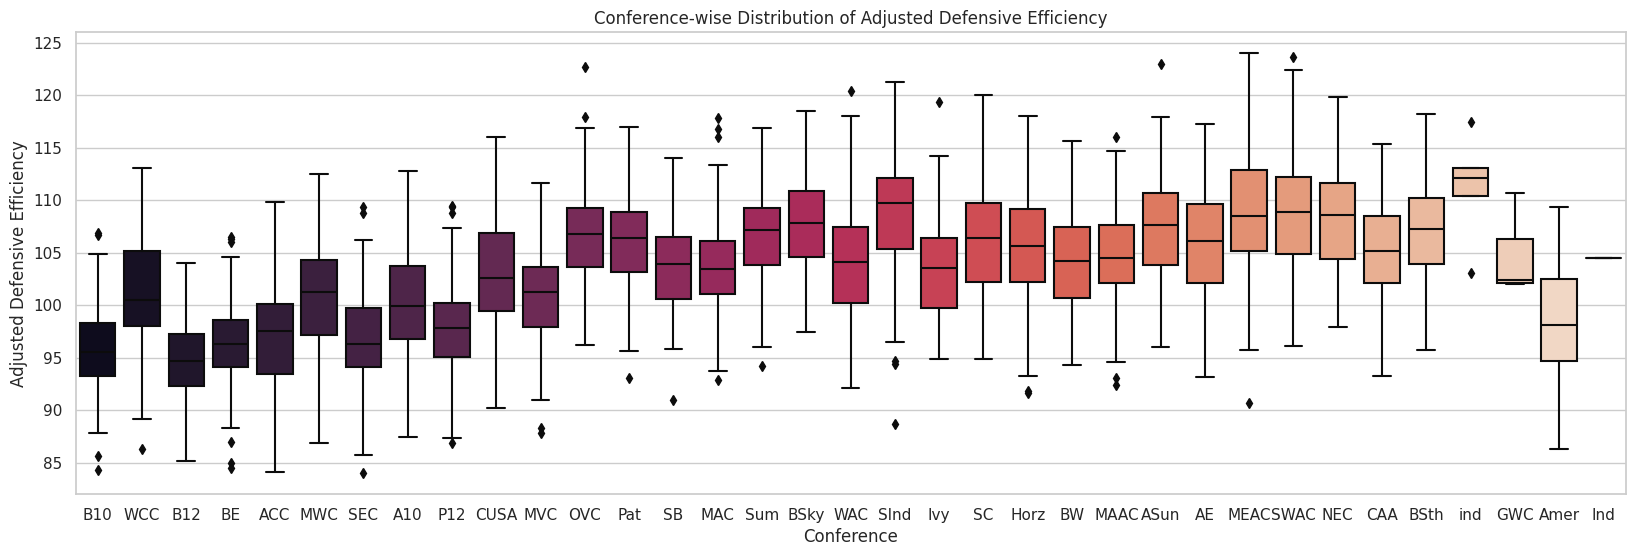 Conference-wise Distribution of Adjusted Defensive Efficiency
Adjusted Defensive Efficiency
125
120
115
110
105
100
95
90
85
B10 WCC B12 BE ACC MWC SEC A10 P12 CUSA MVC OVC Pat SB MAC Sum BSky WAC SInd Ivy SC Horz BW MAAC ASun AE MEAC SWAC NEC CAA BSth ind GWC Amer Ind
Conference